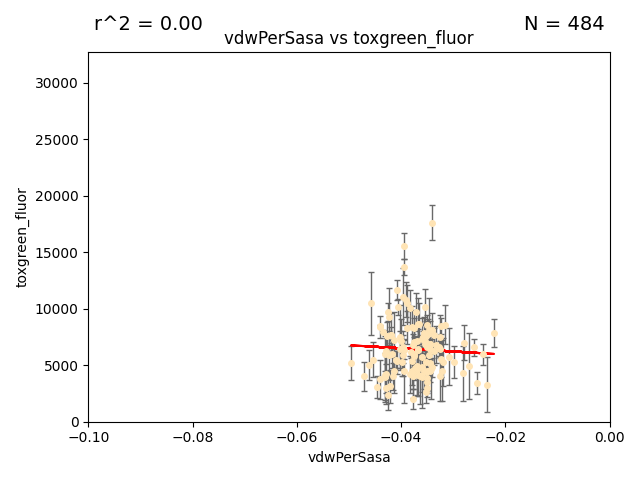 r^2 = 0.00
N = 484
vdwPerSasa vs toxgreen_fluor
30000
25000
20000
15000
10000
5000
0
toxgreen_fluor
−0.10
−0.08
−0.06
−0.04
−0.02
0.00
vdwPerSasa